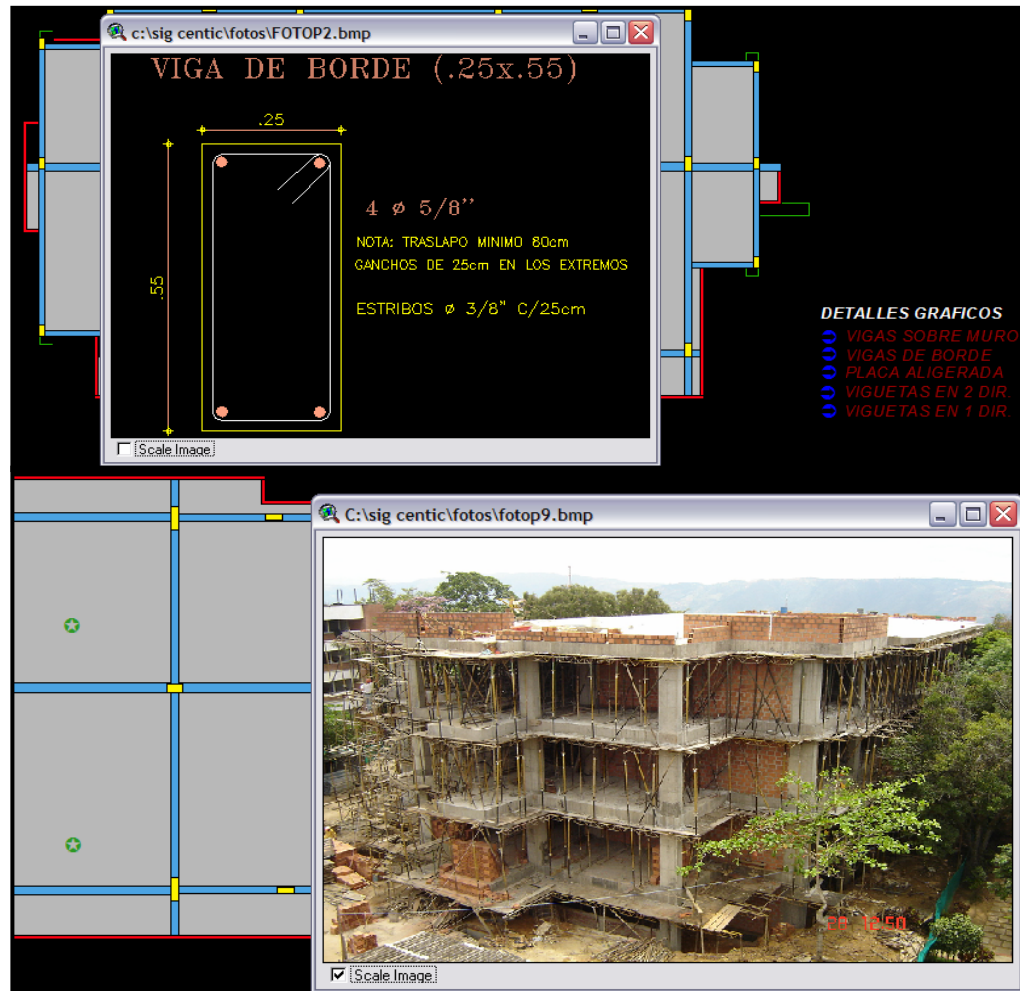 c:\sig centic\fotos\FOTOP2.bmp
VIGA DE BORDE (.25x.55)
.25
.55
4 ø 5/8''
NOTA: TRASLAPO MINIMO 80cm
GANCHOS DE 25cm EN LOS EXTREMOS
ESTRIBOS ø 3/8" C/25cm
Scale Image
DETALLES GRAFICOS
VIGAS SOBRE MURO
VIGAS DE BORDE
PLACA ALIGERADA
VIGUETAS EN 2 DIR.
VIGUETAS EN 1 DIR.
C:\sig centic\fotos\fotop9.bmp
Scale Image